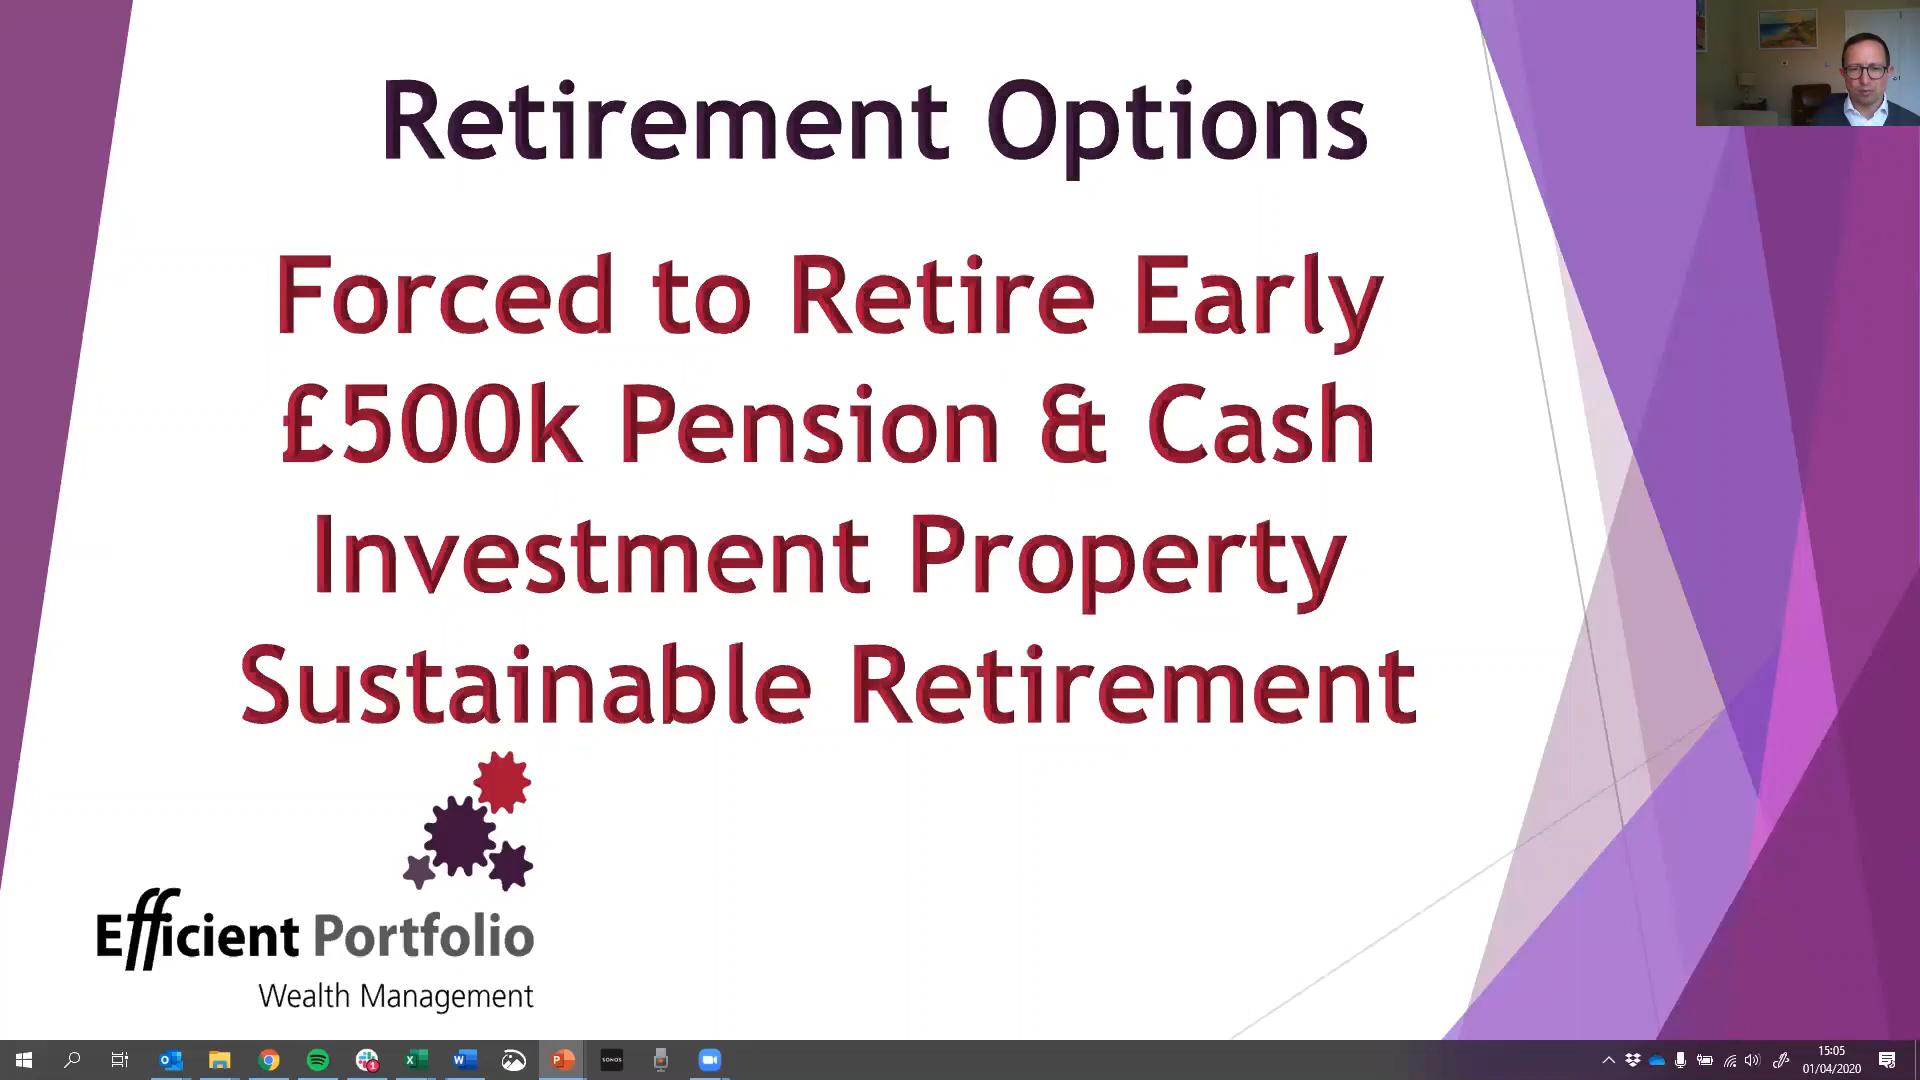 Retirement Options
Forced to Retire Early
£500k Pension & Cash
Investment Property
Sustainable Retirement
Efficient Portfolio
Wealth Management
SONOS
15:05
01/04/2020